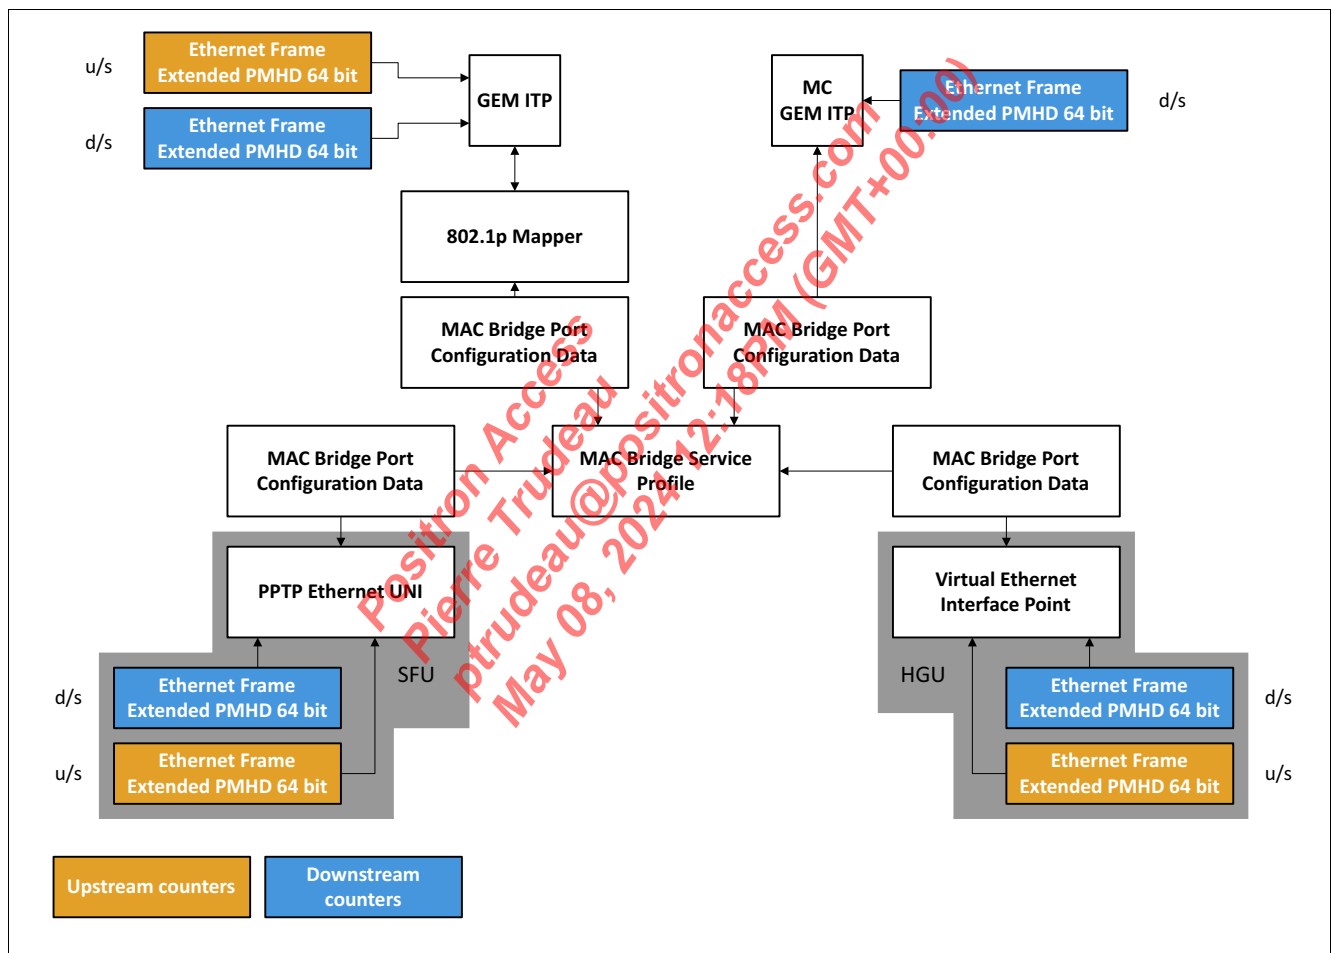 u/s
Ethernet Frame
Extended PMHD 64 bit
d/s
Ethernet Frame
Extended PMHD 64 bit
GEM ITP
MC
GEM ITP
Ethernet Frame
Extended PMHD 64 bit
d/s
802.1p Mapper
MAC Bridge Port
Configuration Data
MAC Bridge Port
Configuration Data
MAC Bridge Port
Configuration Data
MAC Bridge Service
Profile
MAC Bridge Port
Configuration Data
PPTP Ethernet UNI
Virtual Ethernet
Interface Point
SFU
HGU
d/s
Ethernet Frame
Extended PMHD 64 bit
Ethernet Frame
Extended PMHD 64 bit
d/s
u/s
Ethernet Frame
Extended PMHD 64 bit
Ethernet Frame
Extended PMHD 64 bit
u/s
Upstream counters
Downstream
counters
Positron Access
Pierre Trudeau
ptrudeau@positronaccess.com
May 08, 2024 12:18PM (GMT+00:00)